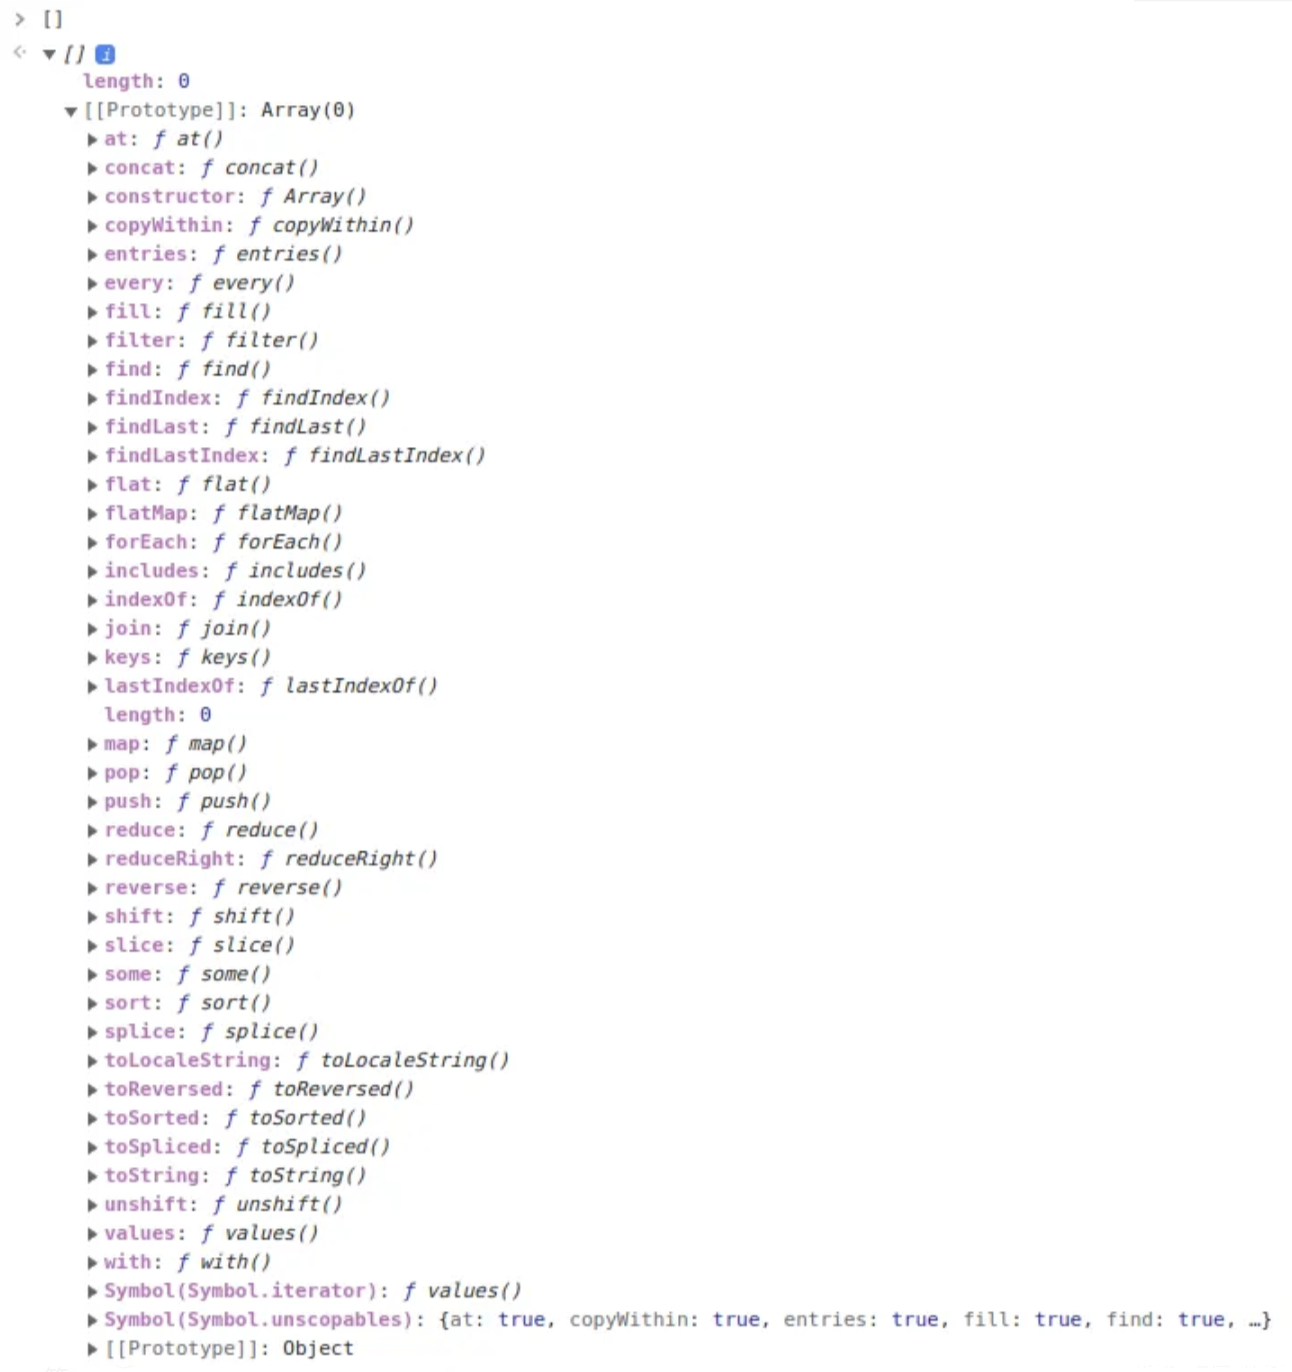 > []
<· ▼ [] i
length: 0
▼ [[Prototype]]: Array(0)
▶ at: ƒ at()
▶ concat: ƒ concat()
▶ constructor: ƒ Array()
▶ copyWithin: ƒ copyWithin()
▶ entries: ƒ entries()
▶ every: ƒ every()
▶ fill: ƒ fill()
▶ filter: ƒ filter()
▶ find: ƒ find()
▶ findIndex: ƒ findIndex()
▶ findLast: ƒ findLast()
▶ findLastIndex: ƒ findLastIndex()
▶ flat: ƒ flat()
▶ flatMap: ƒ flatMap()
▶ forEach: ƒ forEach()
▶ includes: ƒ includes()
▶ indexOf: ƒ indexOf()
▶ join: ƒ join()
▶ keys: ƒ keys()
▶ lastIndexOf: ƒ lastIndexOf()
length: 0
▶ map: ƒ map()
▶ pop: ƒ pop()
▶ push: ƒ push()
▶ reduce: ƒ reduce()
▶ reduceRight: ƒ reduceRight()
▶ reverse: ƒ reverse()
▶ shift: ƒ shift()
▶ slice: ƒ slice()
▶ some: ƒ some()
▶ sort: ƒ sort()
▶ splice: ƒ splice()
▶ toLocaleString: ƒ toLocaleString()
▶ toReversed: ƒ toReversed()
▶ toSorted: ƒ toSorted()
▶ toSpliced: ƒ toSpliced()
▶ toString: ƒ toString()
▶ unshift: ƒ unshift()
▶ values: ƒ values()
▶ with: ƒ with()
▶ Symbol(Symbol.iterator): ƒ values()
▶ Symbol(Symbol.unscopables): {at: true, copyWithin: true, entries: true, fill: true, find: true, …}
▶ [[Prototype]]: Object